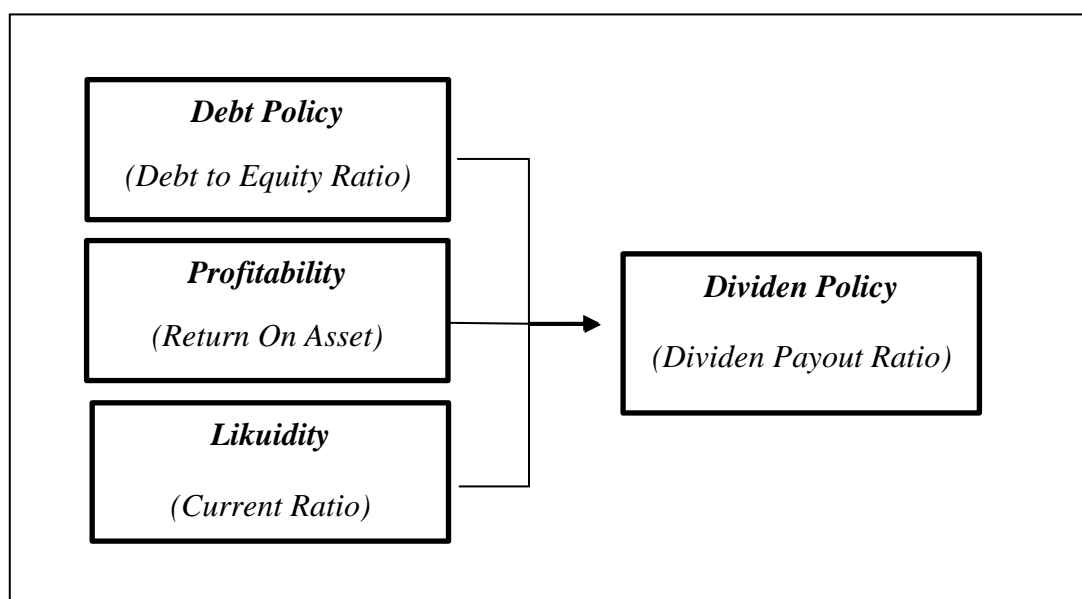 Debt Policy
(Debt to Equity Ratio)
Profitability
(Return On Asset)
Likuidity
(Current Ratio)
Dividen Policy
(Dividen Payout Ratio)